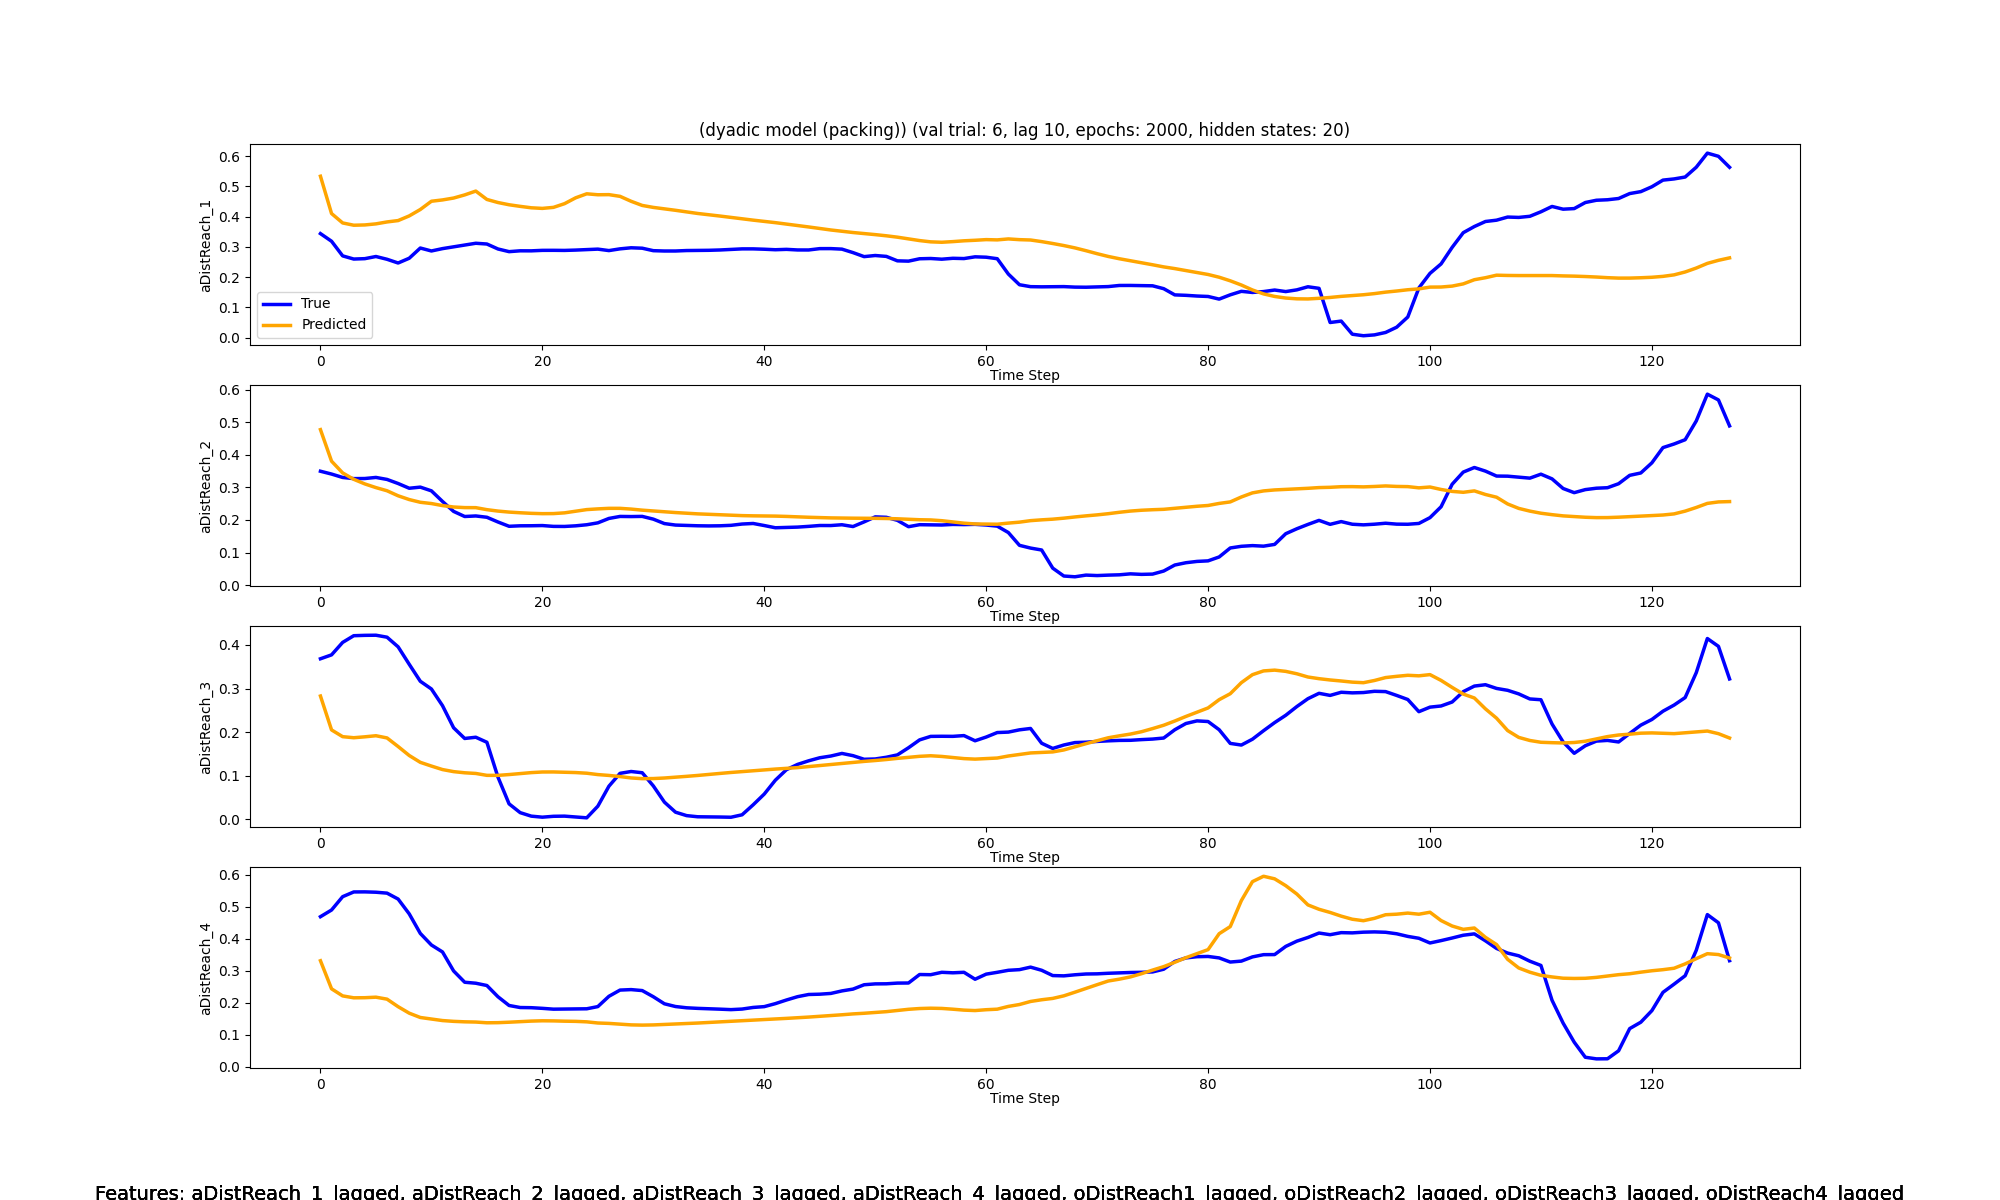 (dyadic model (packing)) (val trial: 6, lag 10, epochs: 2000, hidden states: 20)
0.6
0.5
0.4
0.3
0.2
0.1
0.0
aDistReach_1
True
Predicted
0 20 40 60 80 100 120
Time Step
0.6
0.5
0.4
0.3
0.2
0.1
0.0
aDistReach_2
0 20 40 60 80 100 120
Time Step
0.4
0.3
0.2
0.1
0.0
aDistReach_3
0 20 40 60 80 100 120
Time Step
0.6
0.5
0.4
0.3
0.2
0.1
0.0
aDistReach_4
0 20 40 60 80 100 120
Time Step
Features: aDistReach_1_lagged, aDistReach_2_lagged, aDistReach_3_lagged, aDistReach_4_lagged, oDistReach1_lagged, oDistReach2_lagged, oDistReach3_lagged, oDistReach4_lagged